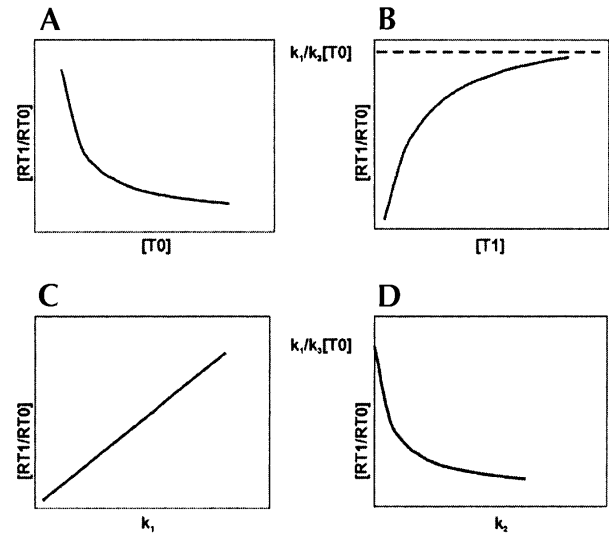 A
[RT1/RT0]
[T0]
B
k₁/k₃[T0]
[RT1/RT0]
[T1]
C
[RT1/RT0]
k₁
D
k₁/k₃[T0]
[RT1/RT0]
k₂